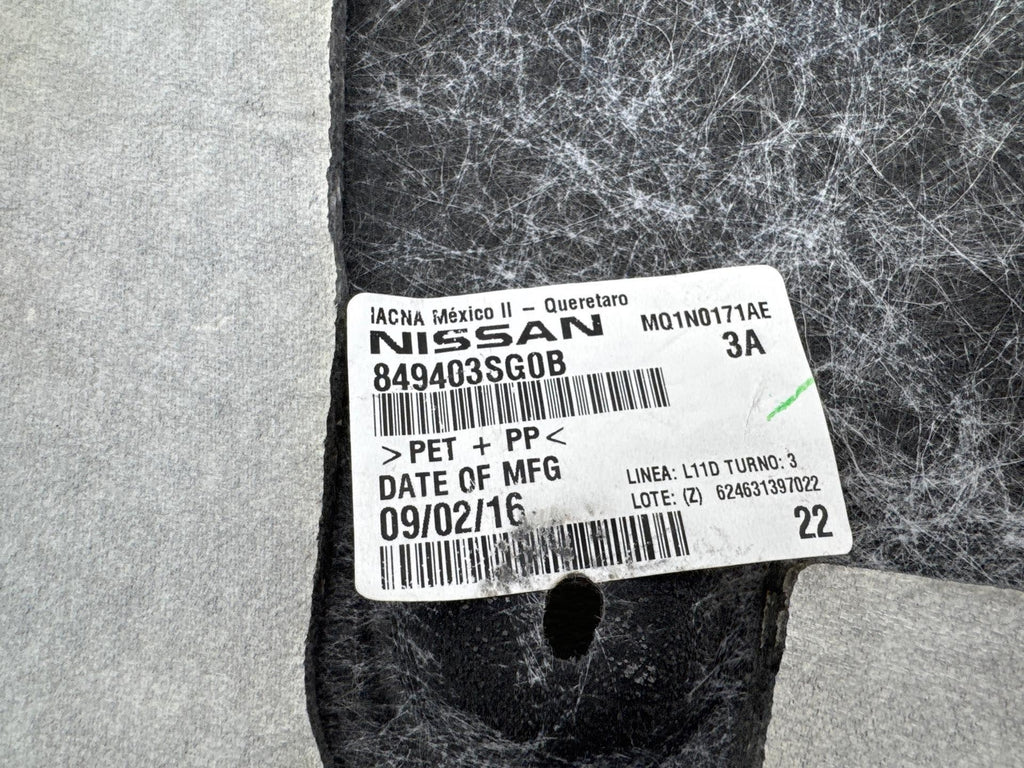 IACNA México II - Queretaro
NISSAN MQ1N0171AE
849403SG0B 3A
>PET + PP<
DATE OF MFG LINEA: L11D TURNO: 3
09/02/16 LOTE: (Z) 624631397022
22